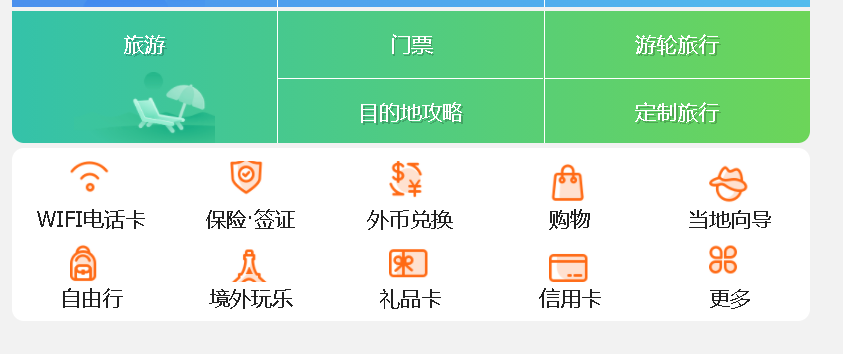 旅游
门票
游轮旅行
目的地攻略
定制旅行
WIFI电话卡
保险·签证
外币兑换
购物
当地向导
自由行
境外玩乐
礼品卡
信用卡
更多